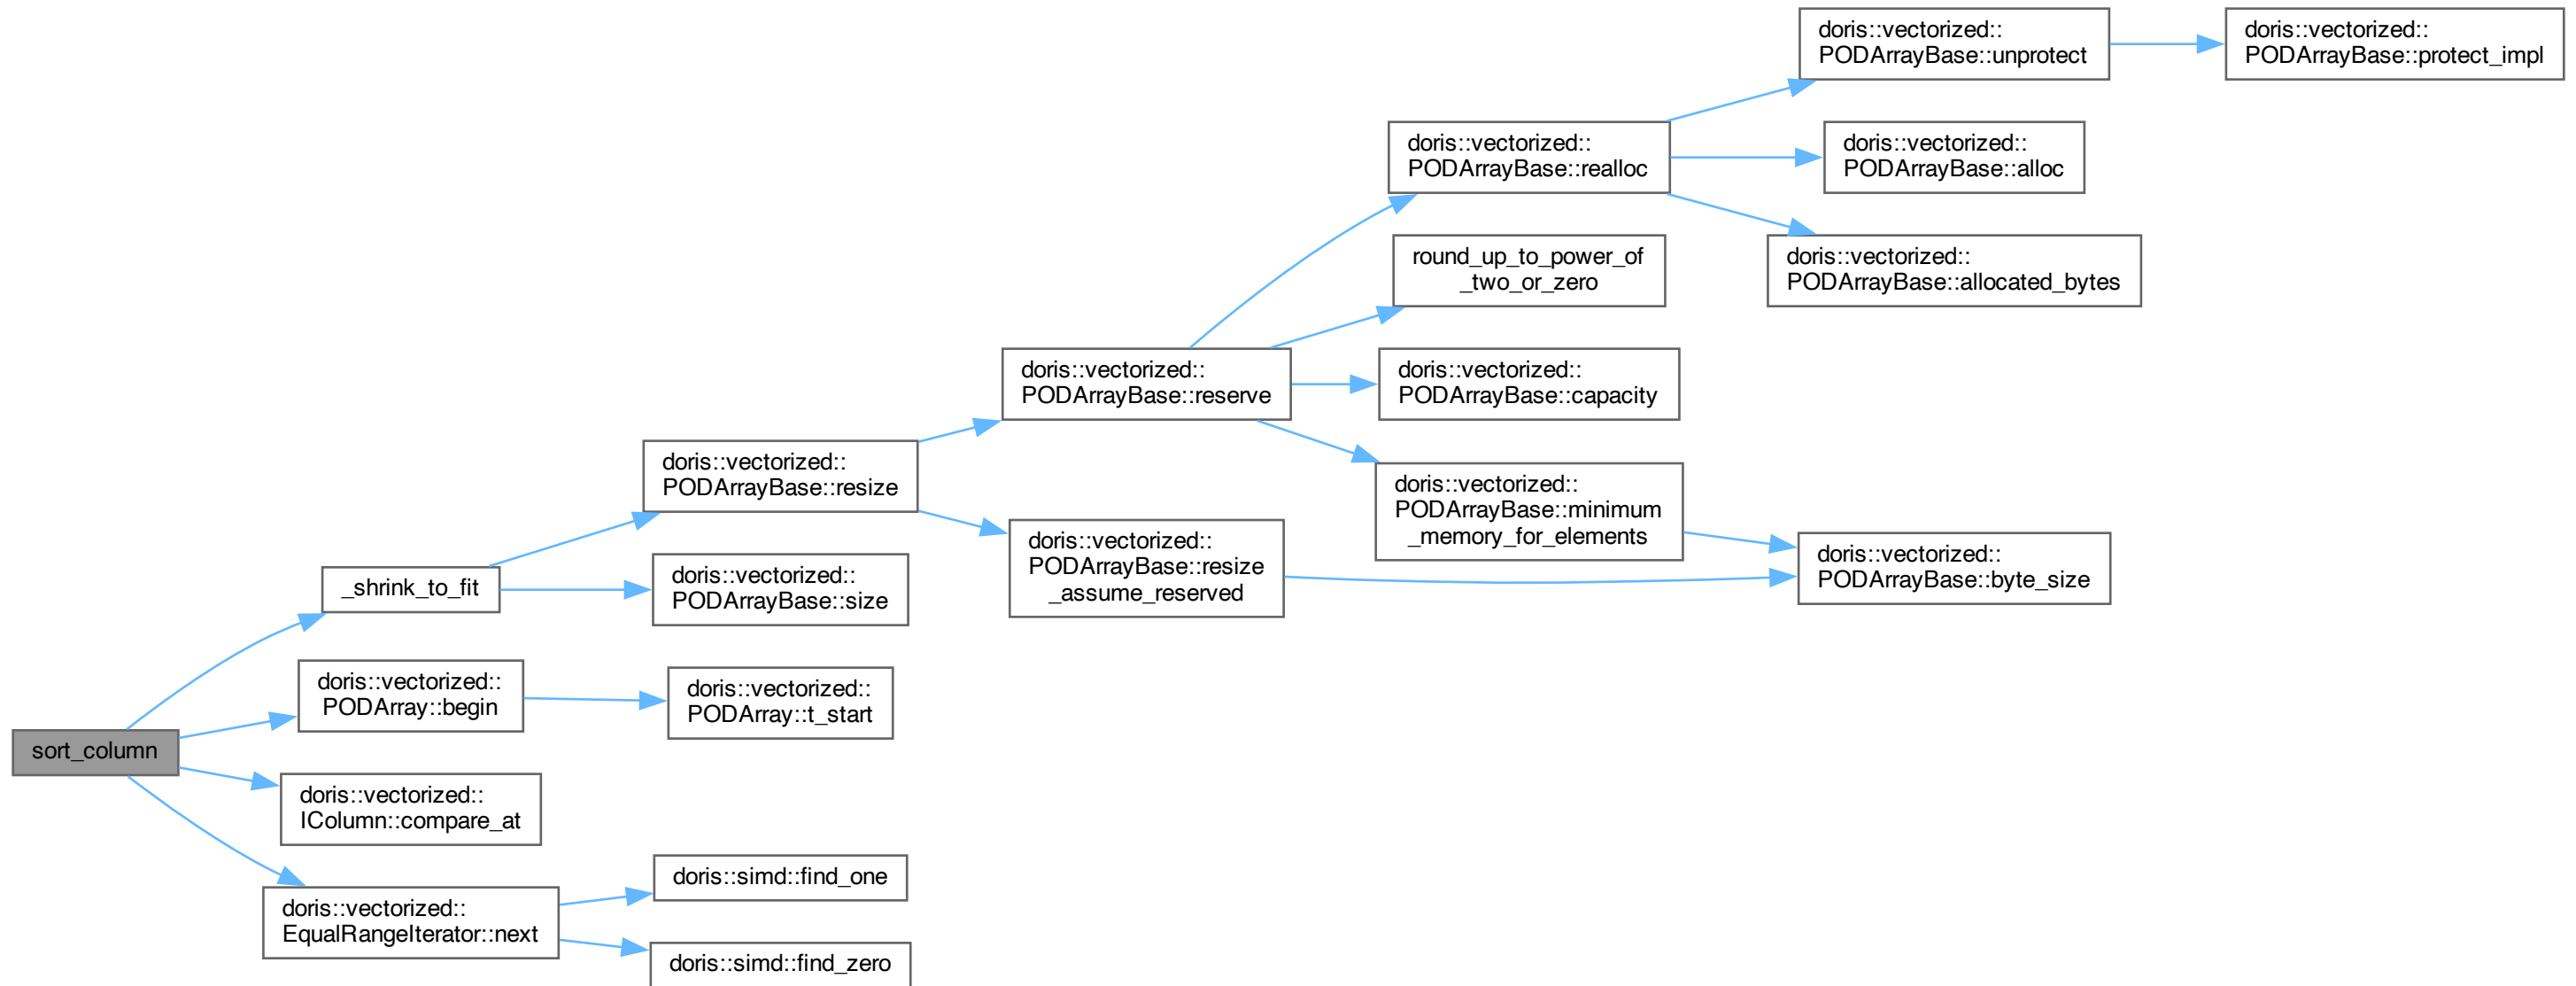 doris::vectorized::
PODArrayBase::unprotect
doris::vectorized::
PODArrayBase::protect_impl
doris::vectorized::
PODArrayBase::realloc
doris::vectorized::
PODArrayBase::alloc
round_up_to_power_of
_two_or_zero
doris::vectorized::
PODArrayBase::allocated_bytes
doris::vectorized::
PODArrayBase::reserve
doris::vectorized::
PODArrayBase::capacity
doris::vectorized::
PODArrayBase::resize
doris::vectorized::
PODArrayBase::minimum
_memory_for_elements
doris::vectorized::
PODArrayBase::resize
_assume_reserved
doris::vectorized::
PODArrayBase::byte_size
_shrink_to_fit
doris::vectorized::
PODArrayBase::size
doris::vectorized::
PODArray::begin
doris::vectorized::
PODArray::t_start
sort_column
doris::vectorized::
IColumn::compare_at
doris::vectorized::
EqualRangeIterator::next
doris::simd::find_one
doris::simd::find_zero